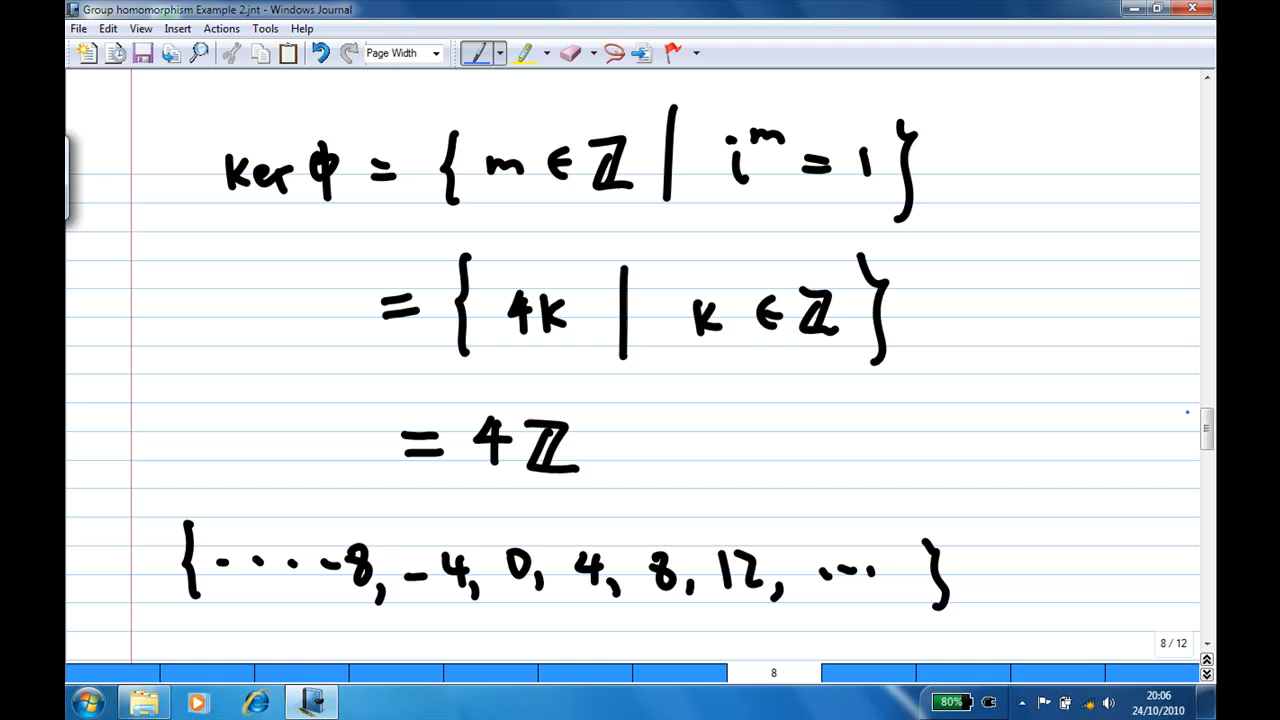 Group homomorphism Example 2.jnt - Windows Journal
File Edit View Insert Actions Tools Help
Page Width
ker ϕ = { m ∈ ℤ | i^m = 1 }
= { 4k | k ∈ ℤ }
= 4ℤ
{ .... -8, -4, 0, 4, 8, 12, ... }
8 / 12
8
80%
20:06
24/10/2010